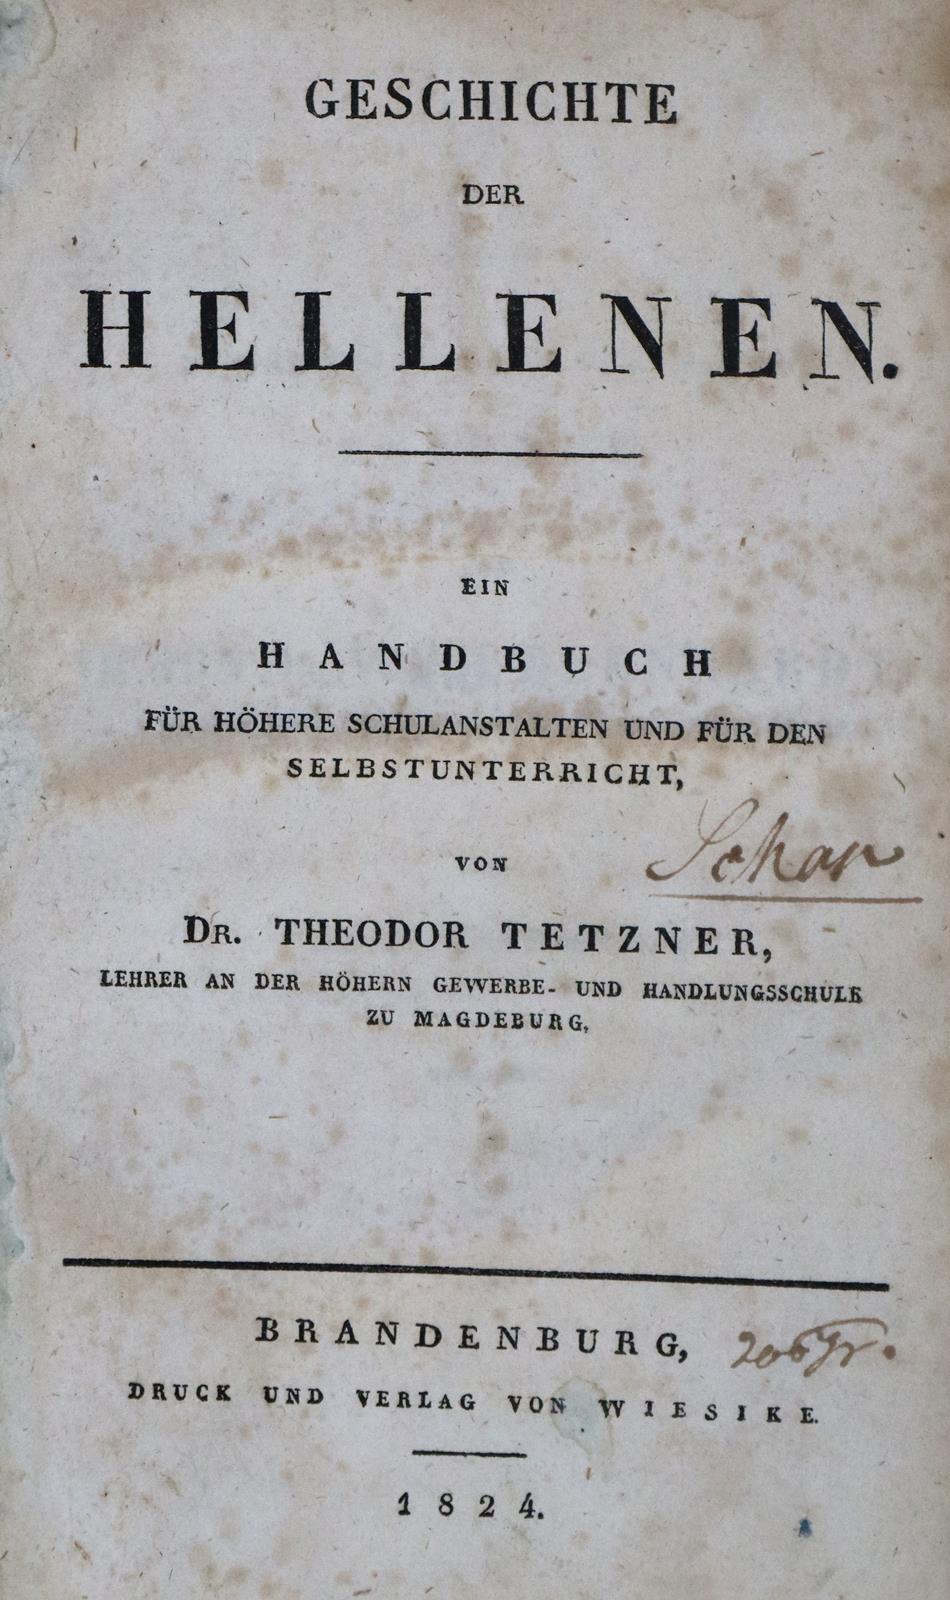 GESCHICHTE
DER
HELLENEN.
EIN
HANDBUCH
FÜR HÖHERE SCHULANSTALTEN UND FÜR DEN
SELBSTUNTERRICHT,
VON
DR. THEODOR TETZNER,
LEHRER AN DER HÖHERN GEWERBE- UND HANDLUNGSSCHULE
ZU MAGDEBURG.
BRANDENBURG,
DRUCK UND VERLAG VON WIESIKE.
1824.